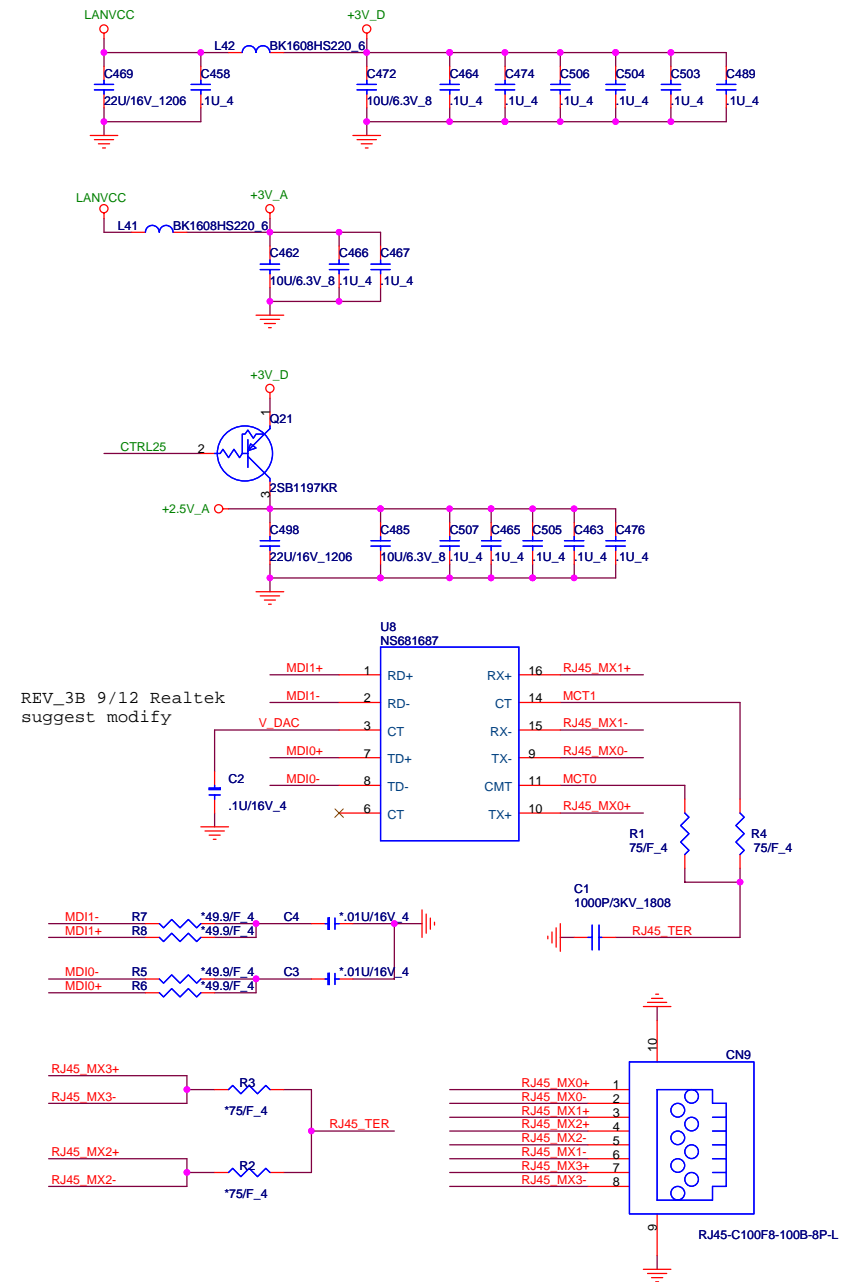 LANVCC
+3V_D
L42 BK1608HS220_6
C469
C458
C472
C464
C474
C506
C504
C503
C489
22U/16V_1206
.1U_4
10U/6.3V_8
.1U_4
.1U_4
.1U_4
.1U_4
.1U_4
.1U_4
LANVCC
+3V_A
L41 BK1608HS220_6
C462
C466
C467
10U/6.3V_8
.1U_4
.1U_4
+3V_D
1
Q21
CTRL25
2
3
2SB1197KR
+2.5V_A
C498
C485
C507
C465
C505
C463
C476
22U/16V_1206
10U/6.3V_8
.1U_4
.1U_4
.1U_4
.1U_4
.1U_4
U8
NS681687
REV_3B 9/12 Realtek
suggest modify
MDI1+ 1 RD+ RX+ 16 RJ45_MX1+
MDI1- 2 RD- CT 14 MCT1
V_DAC 3 CT RX- 15 RJ45_MX1-
MDI0+ 7 TD+ TX- 9 RJ45_MX0-
MDI0- 8 TD- CMT 11 MCT0
6 CT TX+ 10 RJ45_MX0+
C2
.1U/16V_4
R1
75/F_4
R4
75/F_4
C1
1000P/3KV_1808
RJ45_TER
MDI1- R7 *49.9/F_4 C4 *.01U/16V_4
MDI1+ R8 *49.9/F_4
MDI0- R5 *49.9/F_4 C3 *.01U/16V_4
MDI0+ R6 *49.9/F_4
RJ45_MX3+
RJ45_MX3-
R3
*75/F_4
RJ45_TER
RJ45_MX2+
RJ45_MX2-
R2
*75/F_4
10
CN9
RJ45_MX0+ 1
RJ45_MX0- 2
RJ45_MX1+ 3
RJ45_MX2+ 4
RJ45_MX2- 5
RJ45_MX1- 6
RJ45_MX3+ 7
RJ45_MX3- 8
9
RJ45-C100F8-100B-8P-L